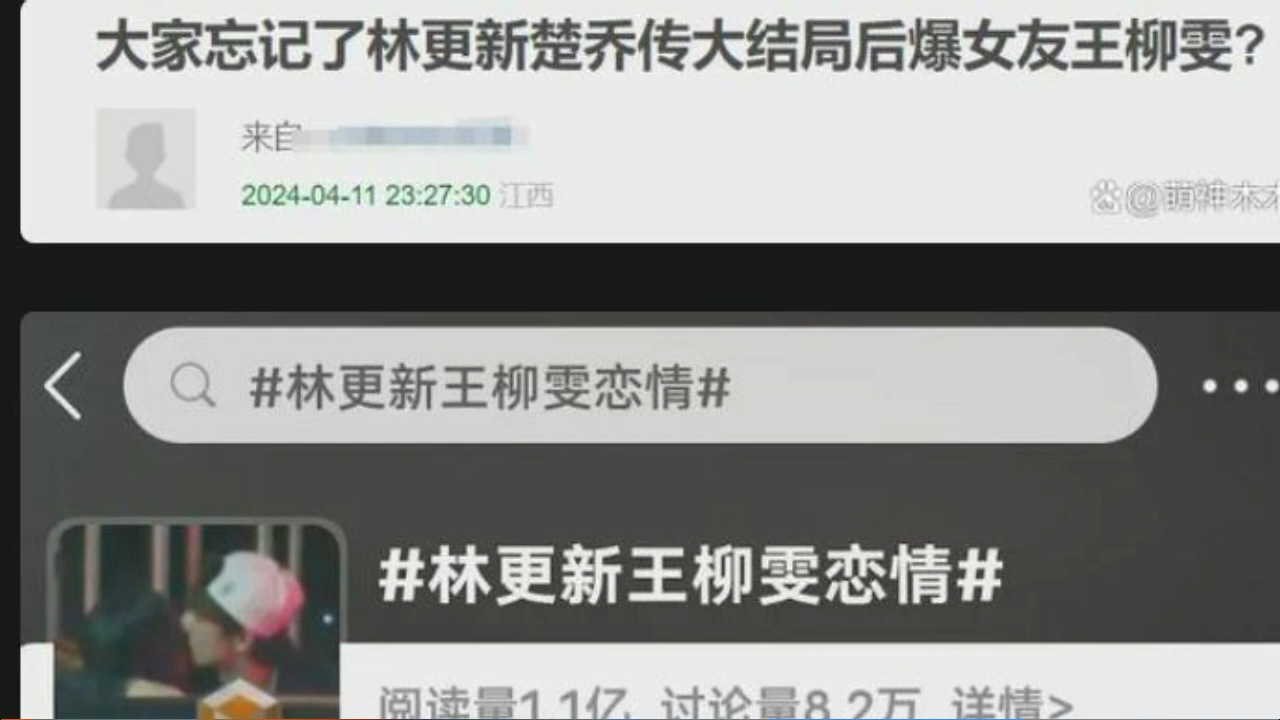 大家忘记了林更新楚乔传大结局后爆女友王柳雯?
来自
2024-04-11 23:27:30 江西
@萌神木
#林更新王柳雯恋情#
#林更新王柳雯恋情#
阅读量1.1亿 讨论量8.2万 详情>